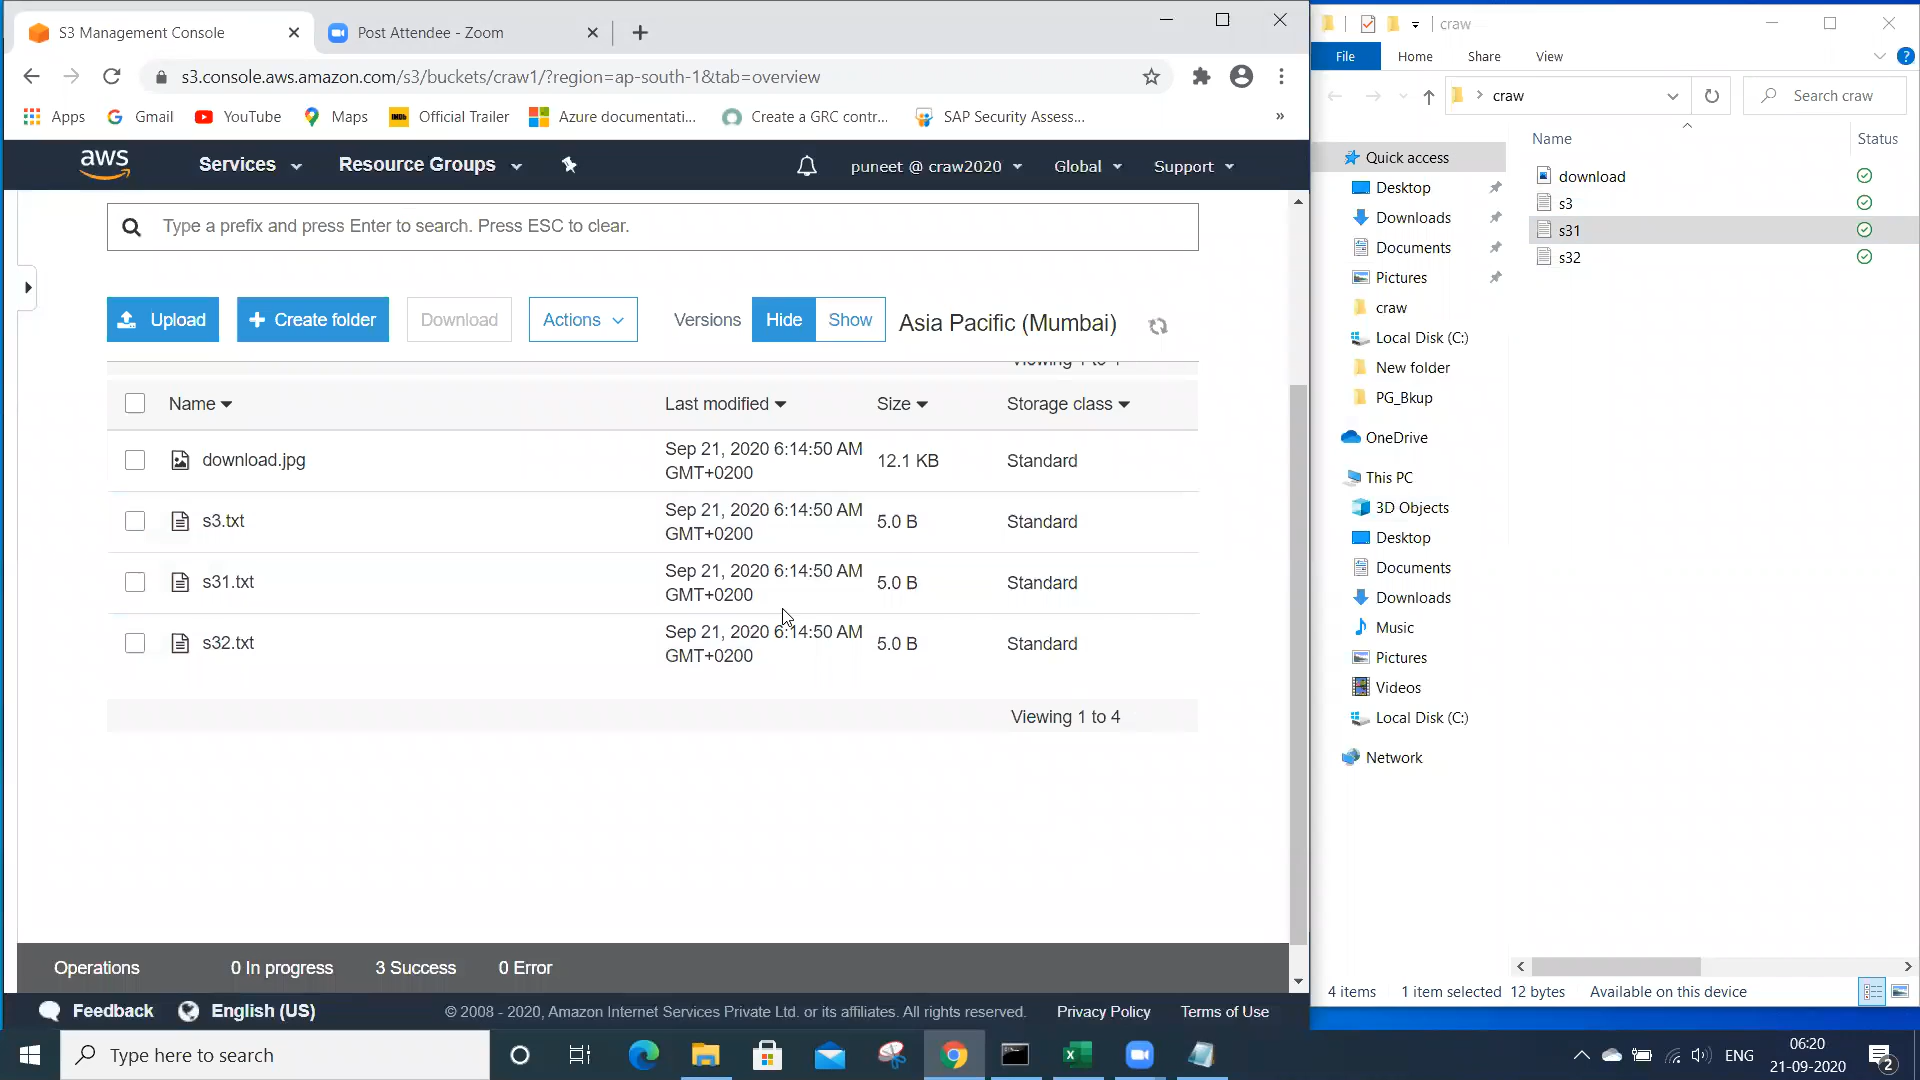 S3 Management Console
Post Attendee - Zoom
s3.console.aws.amazon.com/s3/buckets/craw1/?region=ap-south-1&tab=overview
Apps
Gmail
YouTube
Maps
Official Trailer
Azure documentati...
Create a GRC contr...
SAP Security Assess...
»
aws
Services
Resource Groups
puneet @ craw2020
Global
Support
Type a prefix and press Enter to search. Press ESC to clear.
Upload
Create folder
Download
Actions
Versions
Hide
Show
Asia Pacific (Mumbai)
Viewing 1 to 4
Name
Last modified
Size
Storage class
download.jpg
Sep 21, 2020 6:14:50 AM GMT+0200
12.1 KB
Standard
s3.txt
Sep 21, 2020 6:14:50 AM GMT+0200
5.0 B
Standard
s31.txt
Sep 21, 2020 6:14:50 AM GMT+0200
5.0 B
Standard
s32.txt
Sep 21, 2020 6:14:50 AM GMT+0200
5.0 B
Standard
Viewing 1 to 4
Operations
0 In progress
3 Success
0 Error
Feedback
English (US)
© 2008 - 2020, Amazon Internet Services Private Ltd. or its affiliates. All rights reserved.
Privacy Policy
Terms of Use
craw
File
Home
Share
View
craw
Search craw
Name
Status
Quick access
Desktop
Downloads
Documents
Pictures
craw
Local Disk (C:)
New folder
PG_Bkup
OneDrive
This PC
3D Objects
Desktop
Documents
Downloads
Music
Pictures
Videos
Local Disk (C:)
Network
download
s3
s31
s32
4 items
1 item selected 12 bytes
Available on this device
Type here to search
ENG
06:20
21-09-2020
2